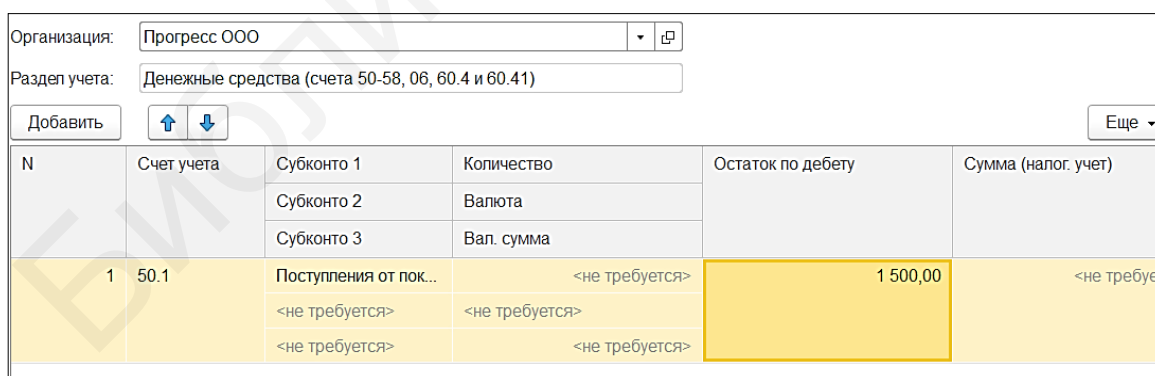 Организация: Прогресс ООО
Раздел учета: Денежные средства (счета 50-58, 06, 60.4 и 60.41)
Добавить Еще
N Счет учета Субконто 1 Количество Остаток по дебету Сумма (налог. учет)
Субконто 2 Валюта
Субконто 3 Вал. сумма
1 50.1 Поступления от пок... <не требуется> 1 500,00 <не требуе
<не требуется> <не требуется>
<не требуется> <не требуется>